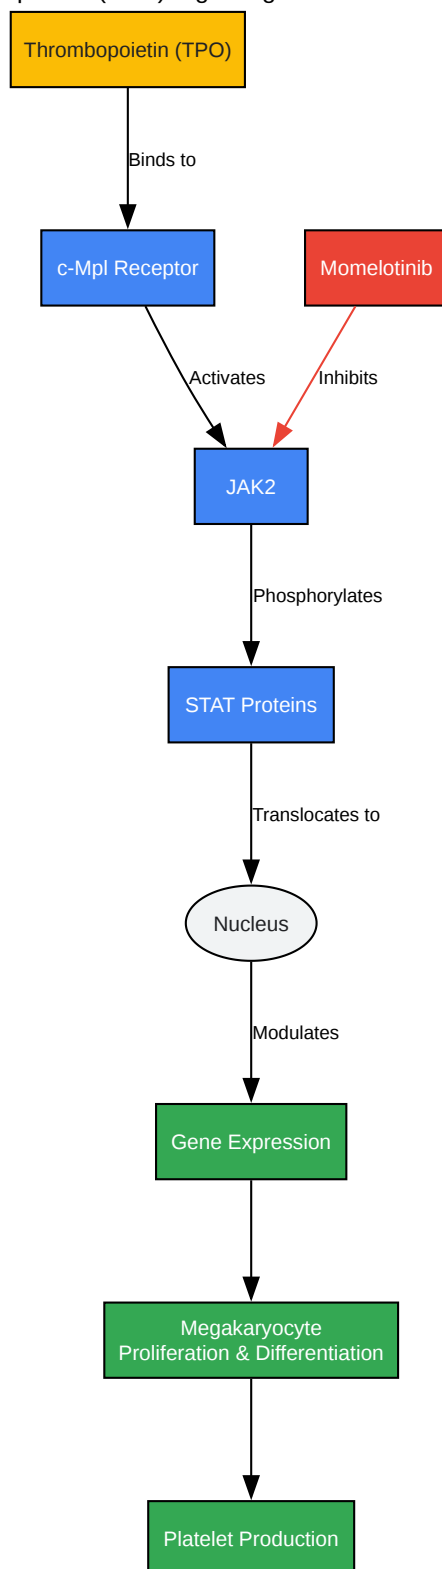 Thrombopoietin (TPO)
Binds to
c-Mpl Receptor
Momelotinib
Activates
Inhibits
JAK2
Phosphorylates
STAT Proteins
Translocates to
Nucleus
Modulates
Gene Expression
Megakaryocyte
Proliferation & Differentiation
Platelet Production